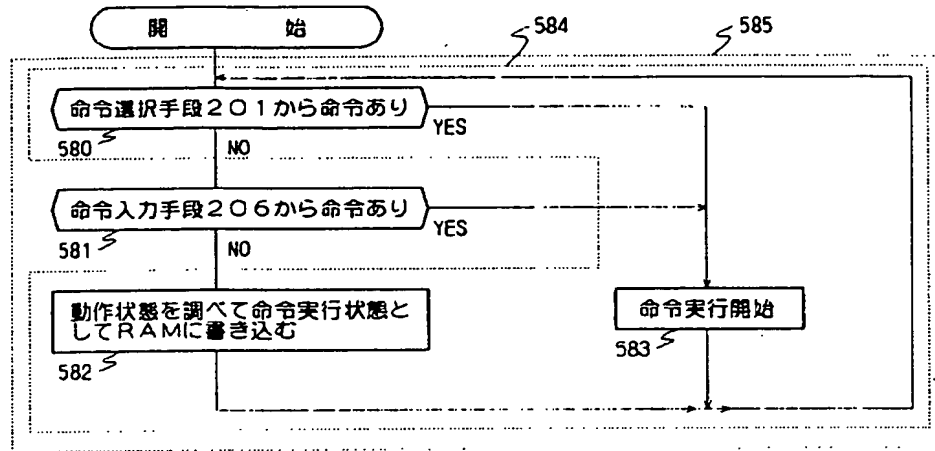 開始
584
585
命令選択手段201から命令あり
580
NO
YES
命令入力手段206から命令あり
581
NO
YES
動作状態を調べて命令実行状態と
してRAMに書き込む
582
命令実行開始
583